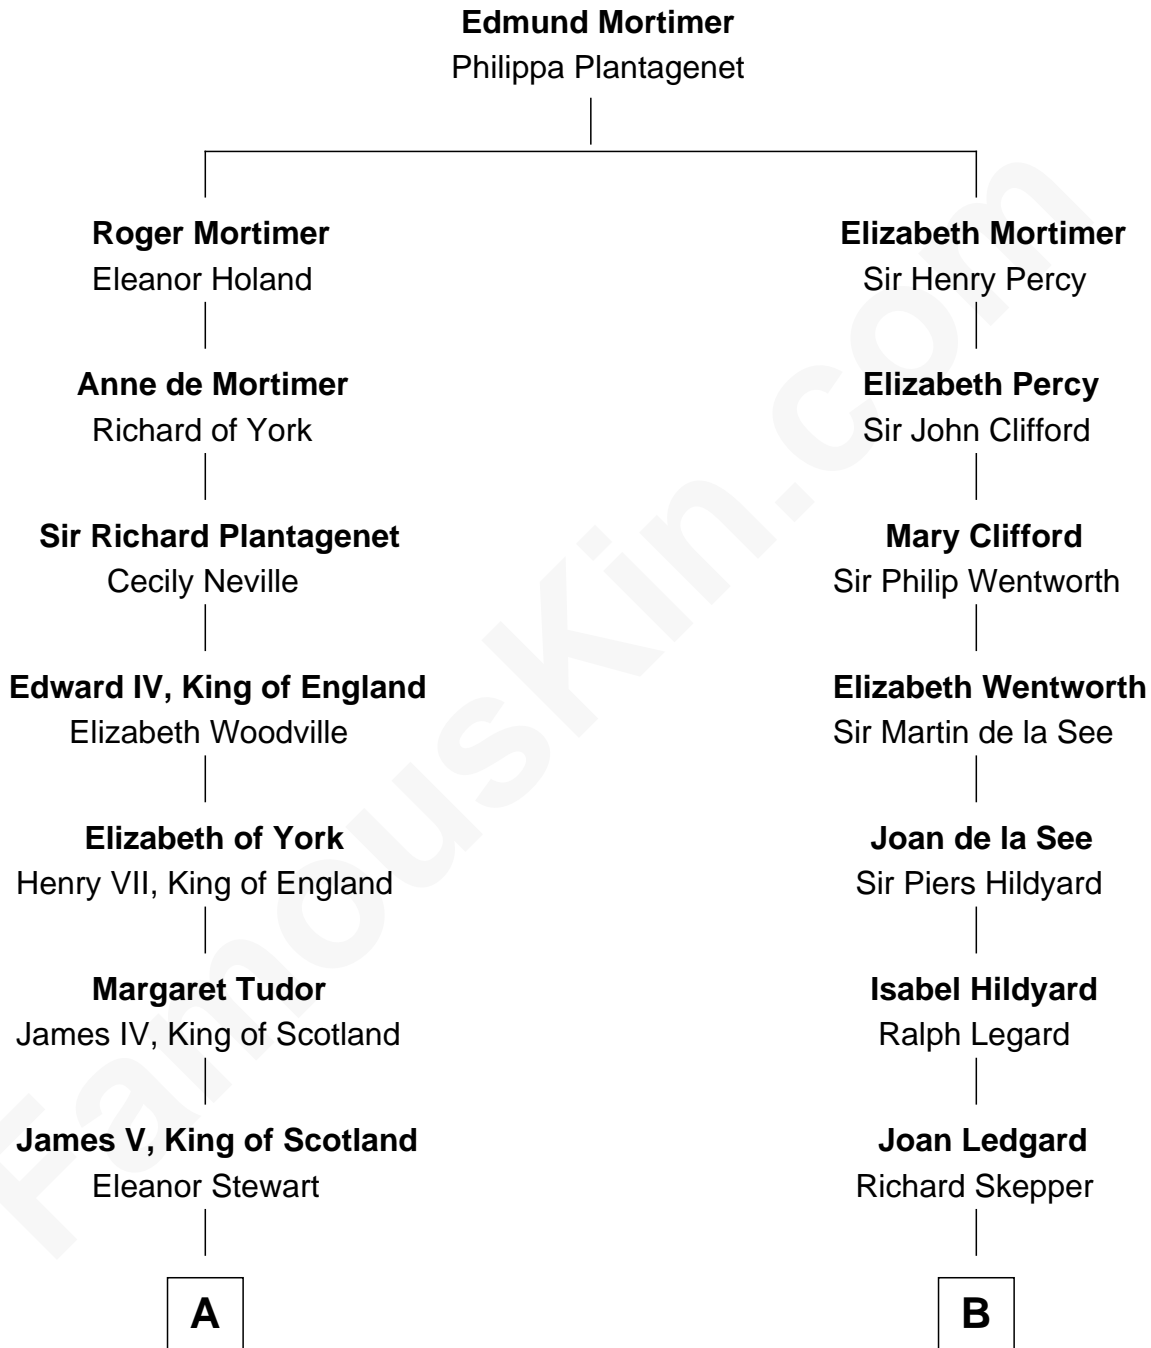 Edmund Mortimer
Philippa Plantagenet
Roger Mortimer
Eleanor Holand
Anne de Mortimer
Richard of York
Sir Richard Plantagenet
Cecily Neville
Edward IV, King of England
Elizabeth Woodville
Elizabeth of York
Henry VII, King of England
Margaret Tudor
James IV, King of Scotland
James V, King of Scotland
Eleanor Stewart
A
Elizabeth Mortimer
Sir Henry Percy
Elizabeth Percy
Sir John Clifford
Mary Clifford
Sir Philip Wentworth
Elizabeth Wentworth
Sir Martin de la See
Joan de la See
Sir Piers Hildyard
Isabel Hildyard
Ralph Legard
Joan Ledgard
Richard Skepper
B
FamousKin.com